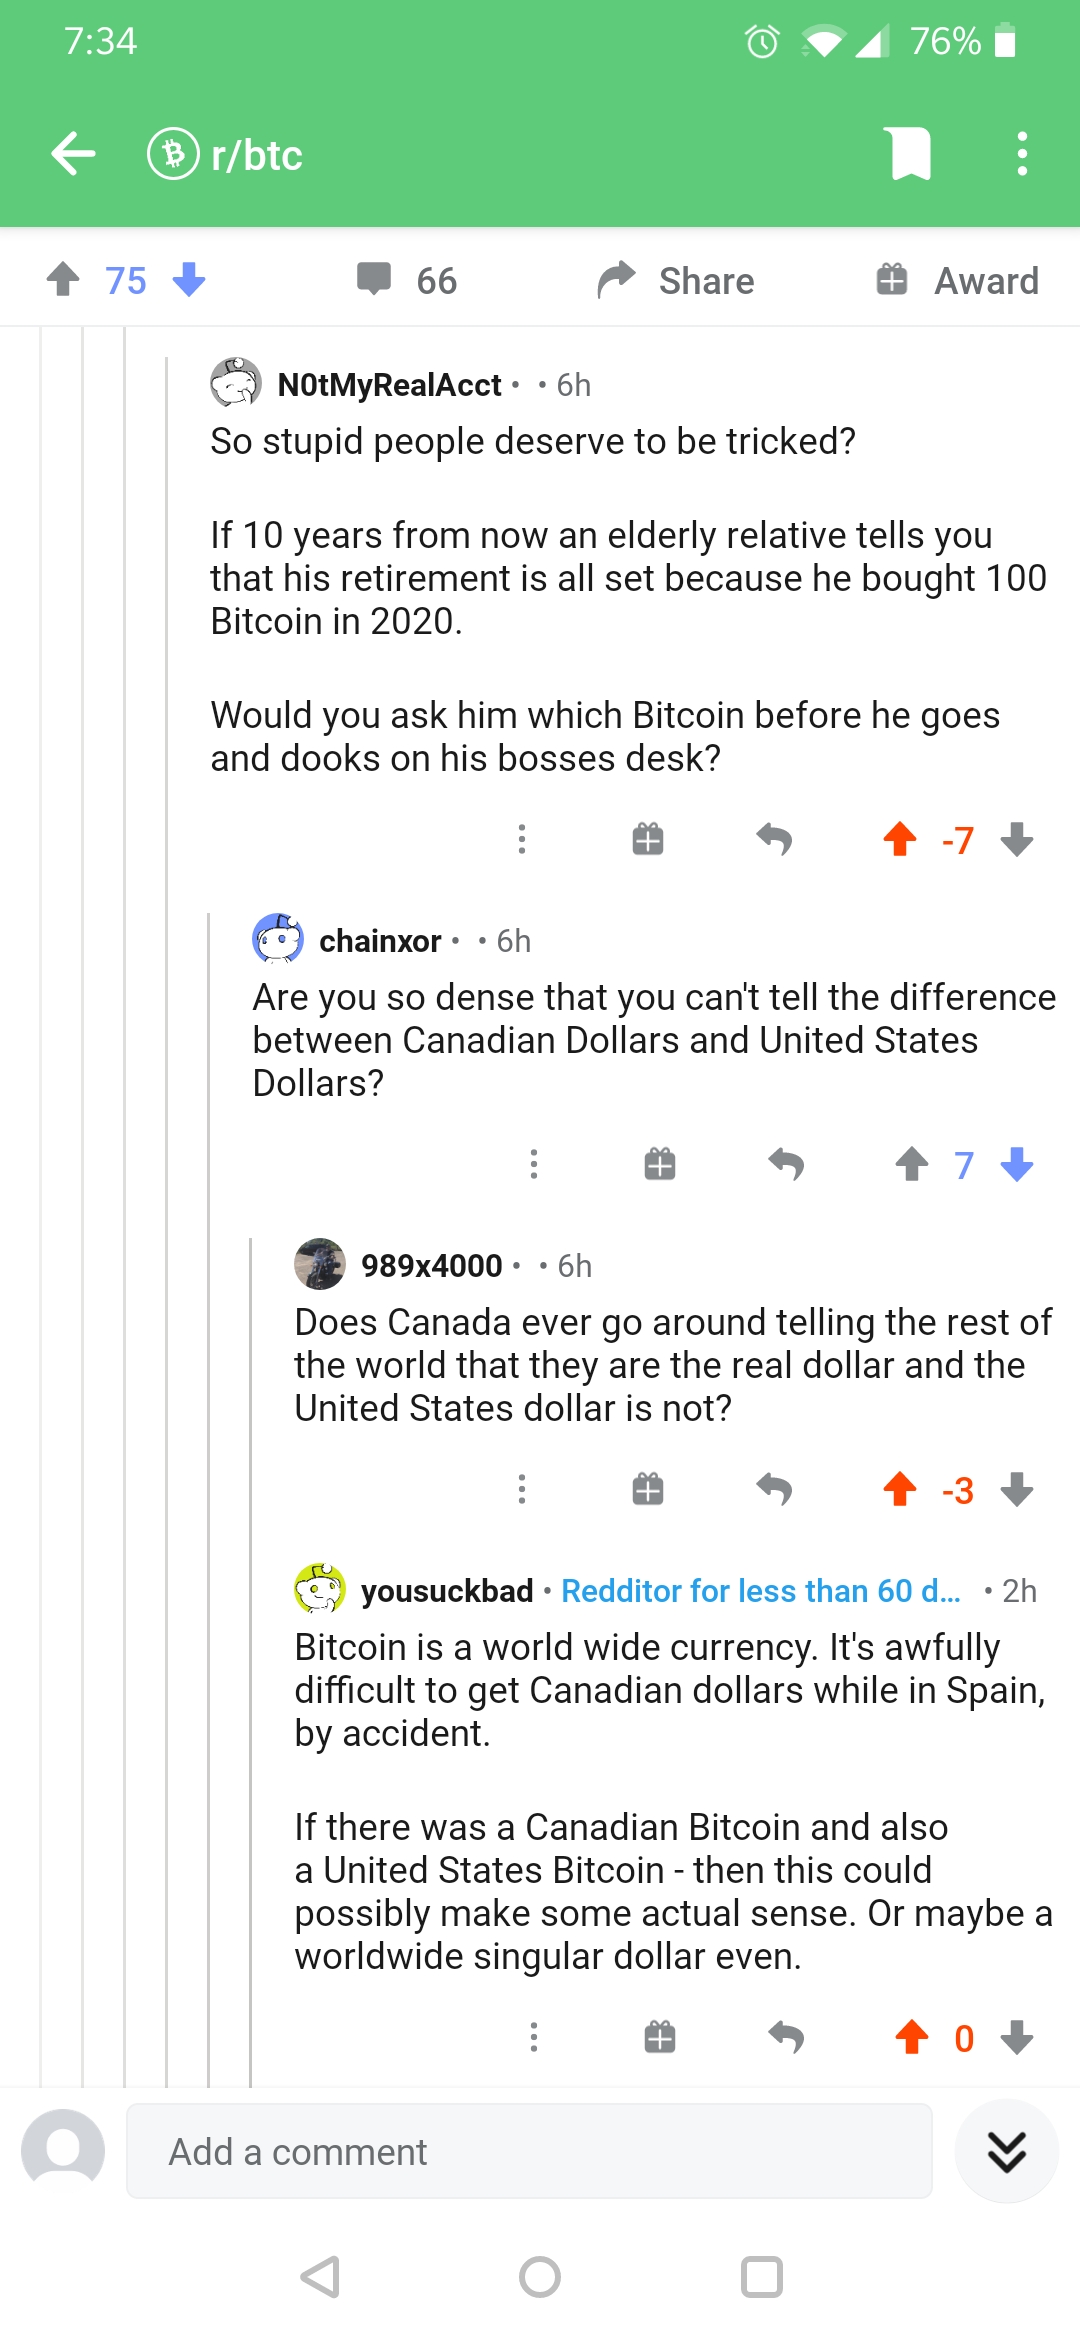 7:34
76%
r/btc
75
66
Share
Award
N0tMyRealAcct • • 6h
So stupid people deserve to be tricked?
If 10 years from now an elderly relative tells you
that his retirement is all set because he bought 100
Bitcoin in 2020.
Would you ask him which Bitcoin before he goes
and dooks on his bosses desk?
-7
chainxor • • 6h
Are you so dense that you can't tell the difference
between Canadian Dollars and United States
Dollars?
7
989x4000 • • 6h
Does Canada ever go around telling the rest of
the world that they are the real dollar and the
United States dollar is not?
-3
yousuckbad • Redditor for less than 60 d... • 2h
Bitcoin is a world wide currency. It's awfully
difficult to get Canadian dollars while in Spain,
by accident.
If there was a Canadian Bitcoin and also
a United States Bitcoin - then this could
possibly make some actual sense. Or maybe a
worldwide singular dollar even.
0
Add a comment